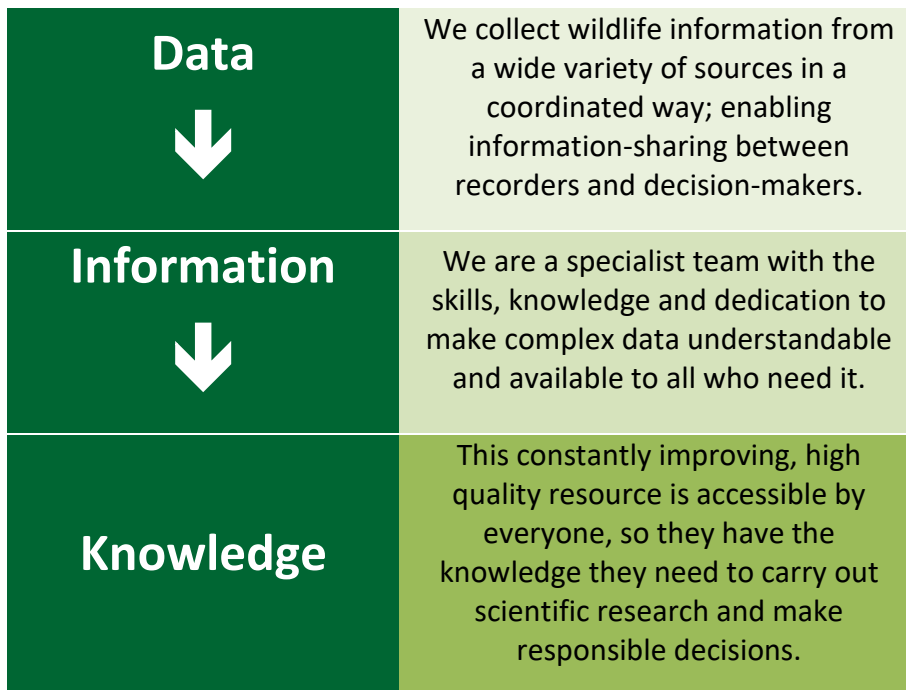 Data
We collect wildlife information from
a wide variety of sources in a
coordinated way; enabling
information-sharing between
recorders and decision-makers.
Information
We are a specialist team with the
skills, knowledge and dedication to
make complex data understandable
and available to all who need it.
Knowledge
This constantly improving, high
quality resource is accessible by
everyone, so they have the
knowledge they need to carry out
scientific research and make
responsible decisions.